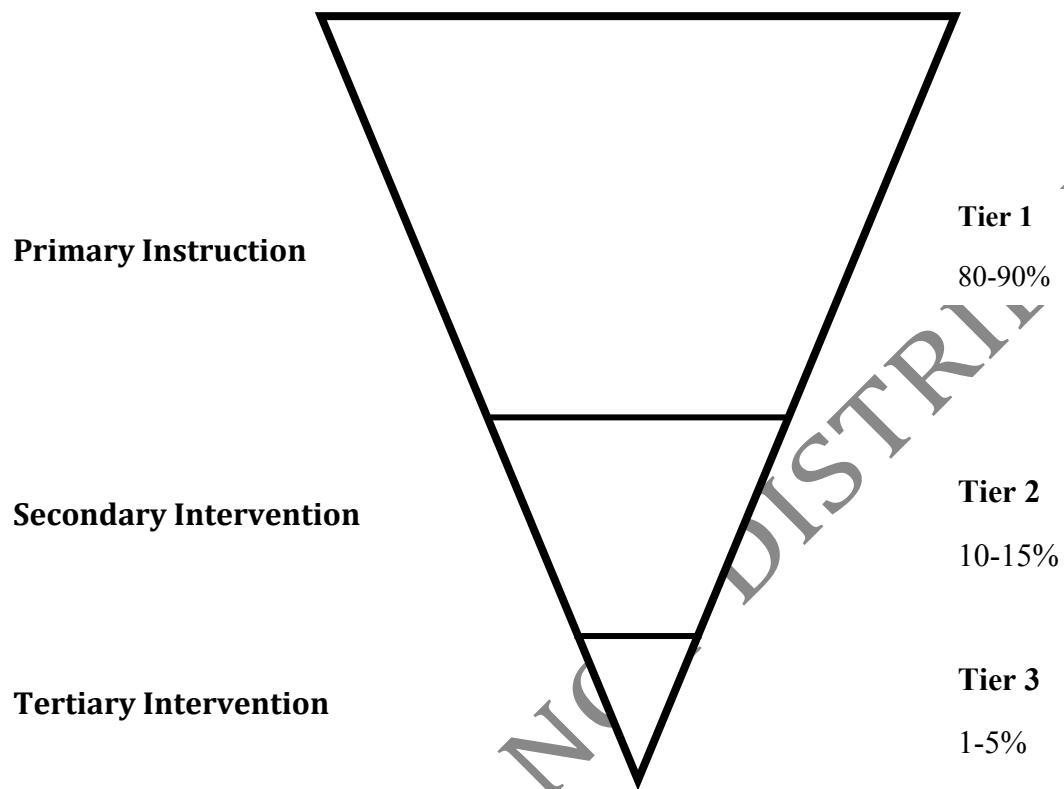 Tier 1
Primary Instruction
80-90%
Tier 2
Secondary Intervention
10-15%
Tier 3
Tertiary Intervention
1-5%